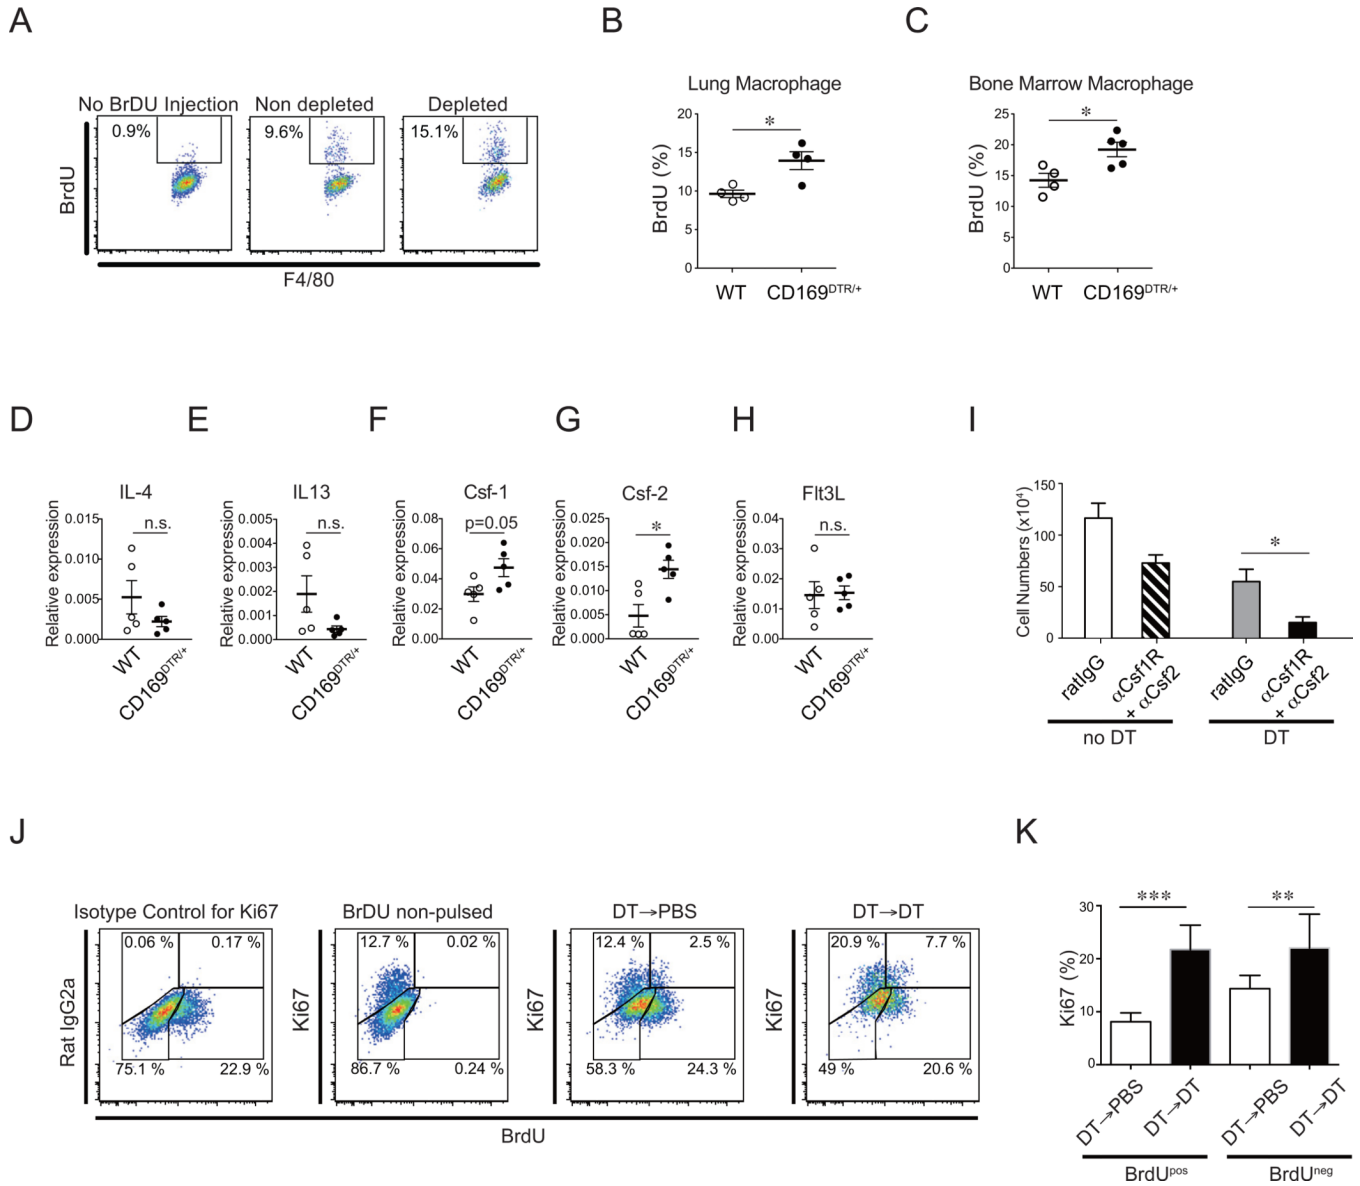 A
No BrDU Injection
Non depleted
Depleted
0.9%
9.6%
15.1%
BrdU
F4/80
B
Lung Macrophage
*
20
15
10
5
0
BrdU (%)
WT
CD169DTR/+
C
Bone Marrow Macrophage
*
25
20
15
10
5
0
BrdU (%)
WT
CD169DTR/+
D
IL-4
n.s.
0.015
0.010
0.005
0.000
Relative expression
WT
CD169DTR/+
E
IL13
n.s.
0.005
0.004
0.003
0.002
0.001
0.000
Relative expression
WT
CD169DTR/+
F
Csf-1
p=0.05
0.08
0.06
0.04
0.02
0.00
Relative expression
WT
CD169DTR/+
G
Csf-2
*
0.025
0.020
0.015
0.010
0.005
0.000
Relative expression
WT
CD169DTR/+
H
Flt3L
n.s.
0.04
0.03
0.02
0.01
0.00
Relative expression
WT
CD169DTR/+
I
150
100
50
0
Cell Numbers (x10⁴)
*
ratIgG
αCsf1R
+ αCsf2
ratIgG
αCsf1R
+ αCsf2
no DT
DT
J
Isotype Control for Ki67
0.06 %
0.17 %
75.1 %
22.9 %
Rat IgG2a
BrDU non-pulsed
12.7 %
0.02 %
86.7 %
0.24 %
Ki67
DT→PBS
12.4 %
2.5 %
58.3 %
24.3 %
Ki67
DT→DT
20.9 %
7.7 %
49 %
20.6 %
Ki67
BrdU
K
***
**
30
20
10
0
Ki67 (%)
DT→PBS
DT→DT
DT→PBS
DT→DT
BrdUpos
BrdUneg